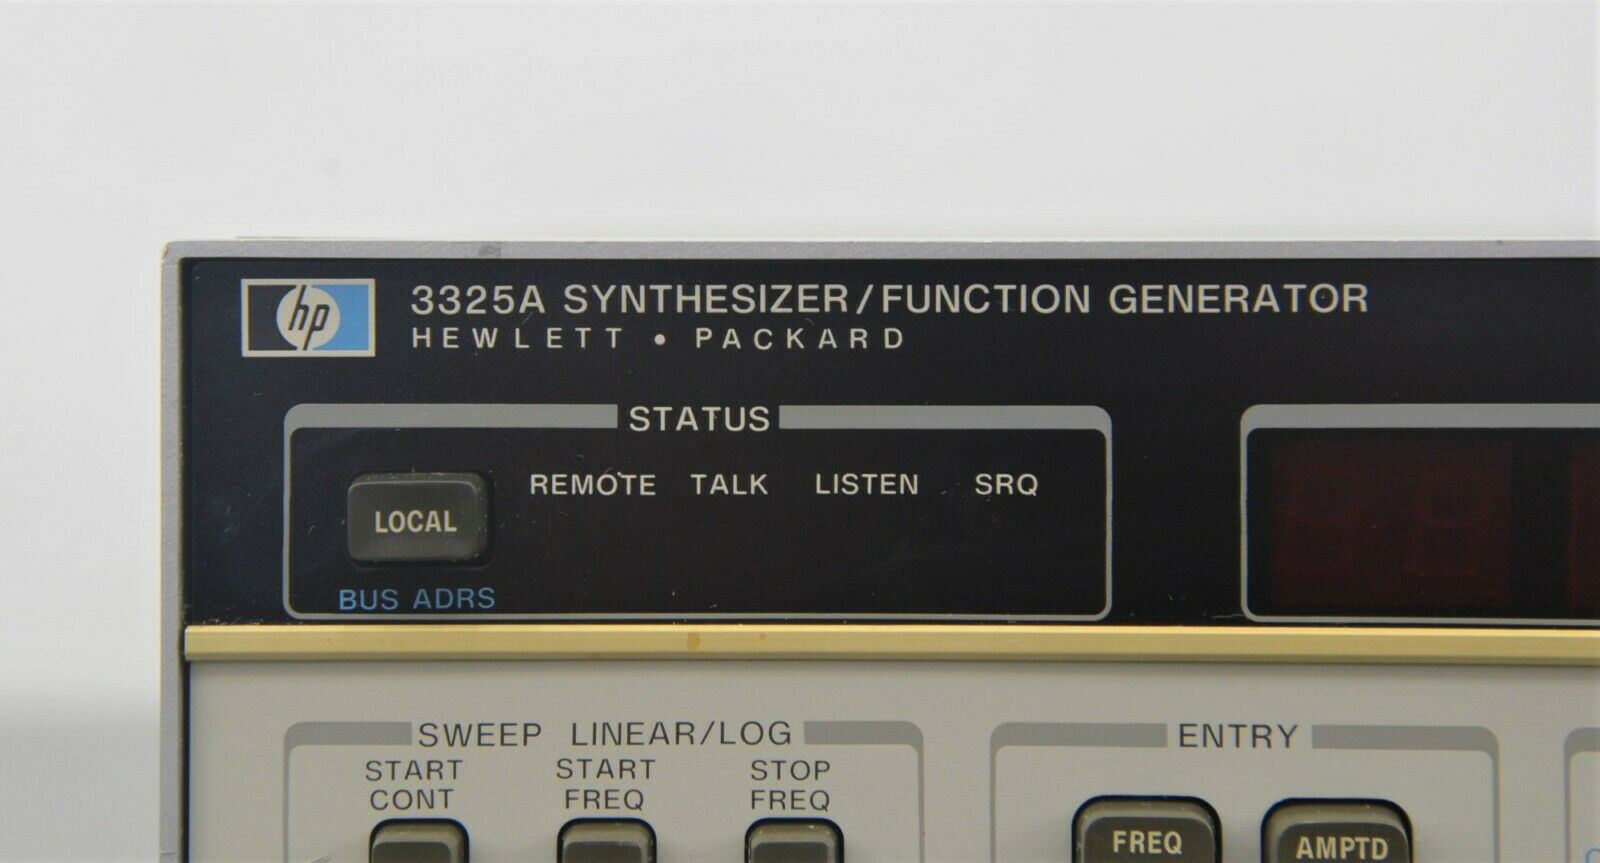 hp
3325A SYNTHESIZER/FUNCTION GENERATOR
HEWLETT • PACKARD
STATUS
REMOTE TALK LISTEN SRQ
LOCAL
BUS ADRS
SWEEP LINEAR/LOG
START CONT
START FREQ
STOP FREQ
ENTRY
FREQ
AMPTD